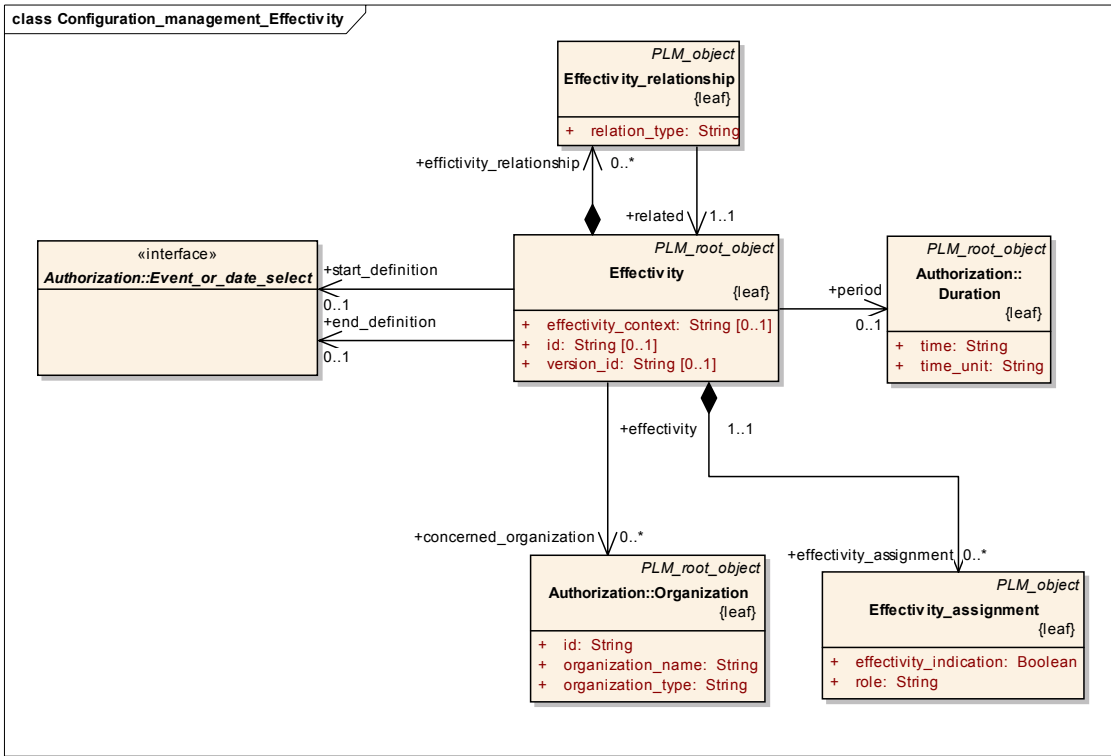 class Configuration_management_Effectivity
PLM_object
Effectivity_relationship
{leaf}
+ relation_type: String
+effictivity_relationship 0..*
+related 1..1
«interface»
Authorization::Event_or_date_select
+start_definition
0..1
+end_definition
0..1
PLM_root_object
Effectivity
{leaf}
+ effectivity_context: String [0..1]
+ id: String [0..1]
+ version_id: String [0..1]
+period
0..1
PLM_root_object
Authorization::
Duration
{leaf}
+ time: String
+ time_unit: String
+effectivity 1..1
+concerned_organization 0..*
+effectivity_assignment 0..*
PLM_root_object
Authorization::Organization
{leaf}
+ id: String
+ organization_name: String
+ organization_type: String
PLM_object
Effectivity_assignment
{leaf}
+ effectivity_indication: Boolean
+ role: String